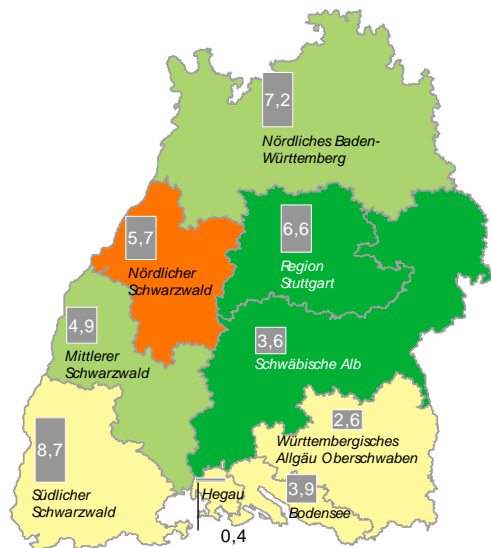 7,2
Nördliches Baden-
Württemberg
5,7
Nördlicher
Schwarzwald
6,6
Region
Stuttgart
4,9
Mittlerer
Schwarzwald
3,6
Schwäbische Alb
8,7
Südlicher
Schwarzwald
2,6
Württembergisches
Allgäu Oberschwaben
Hegau
0,4
3,9
Bodensee